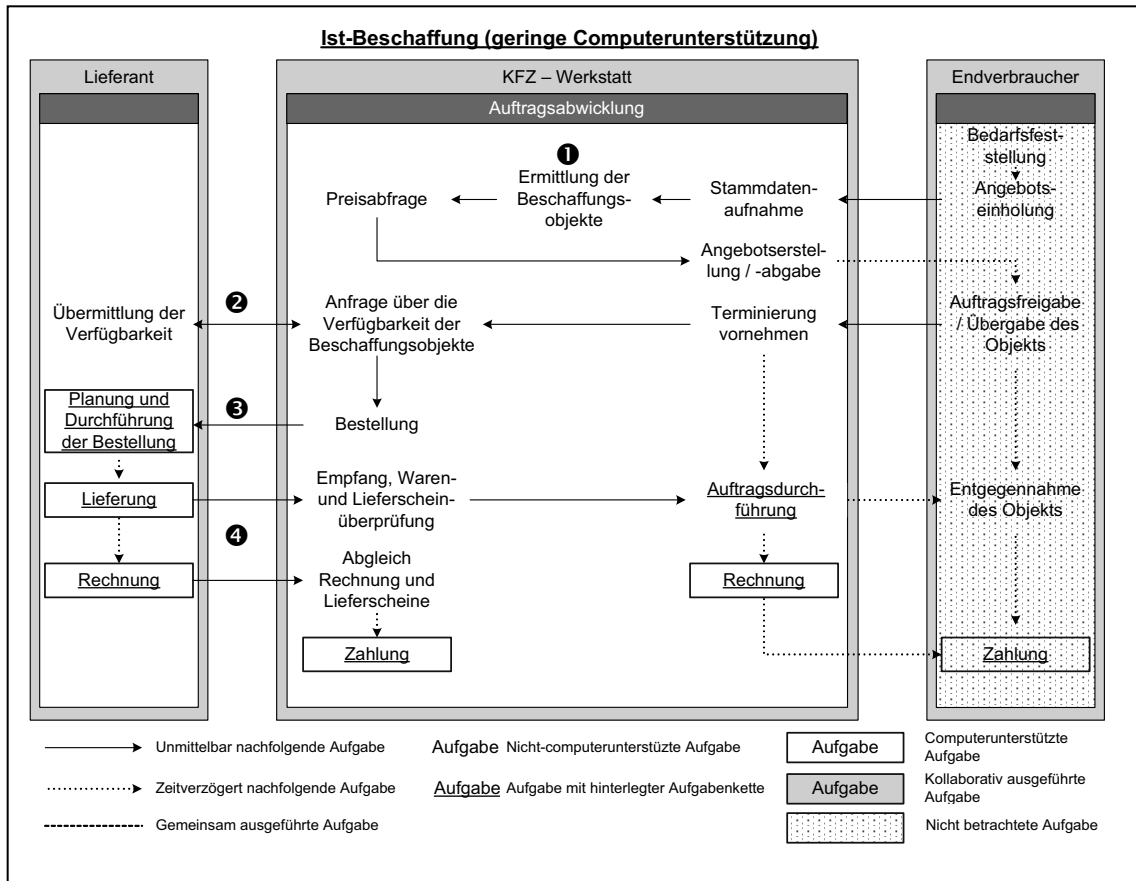 Ist-Beschaffung (geringe Computerunterstützung)
Lieferant
KFZ – Werkstatt
Endverbraucher
Auftragsabwicklung
Bedarfsfest-
stellung
❶
Preisabfrage
Ermittlung der
Beschaffungs-
objekte
Stammdaten-
aufnahme
Angebots-
einholung
Angebotserstel-
lung / -abgabe
Übermittlung der
Verfügbarkeit
❷
Anfrage über die
Verfügbarkeit der
Beschaffungsobjekte
Terminierung
vornehmen
Auftragsfreigabe
/ Übergabe des
Objekts
Planung und
Durchführung
der Bestellung
❸
Bestellung
Lieferung
Empfang, Waren-
und Lieferschein-
überprüfung
Auftragsdurch-
führung
Entgegennahme
des Objekts
❹
Rechnung
Abgleich
Rechnung und
Lieferscheine
Rechnung
Zahlung
Zahlung
Unmittelbar nachfolgende Aufgabe
Aufgabe Nicht-computerunterstüzte Aufgabe
Aufgabe
Computerunterstützte
Aufgabe
Zeitverzögert nachfolgende Aufgabe
Aufgabe Aufgabe mit hinterlegter Aufgabenkette
Aufgabe
Kollaborativ ausgeführte
Aufgabe
Gemeinsam ausgeführte Aufgabe
Nicht betrachtete Aufgabe